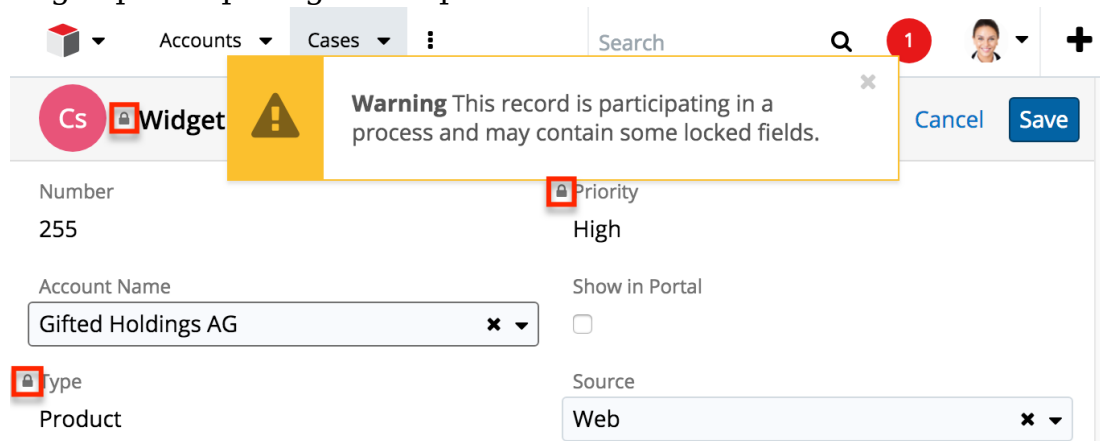 Accounts Cases Search 1
Cs Widget
Warning This record is participating in a
process and may contain some locked fields.
Cancel Save
Number Priority
255 High
Account Name Show in Portal
Gifted Holdings AG
Type Source
Product Web